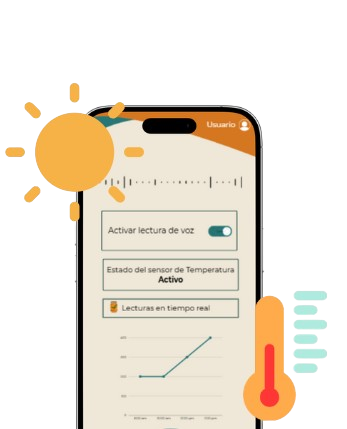 Usuario
Activar lectura de voz
Estado del sensor de Temperatura
Activo
Lecturas en tiempo real